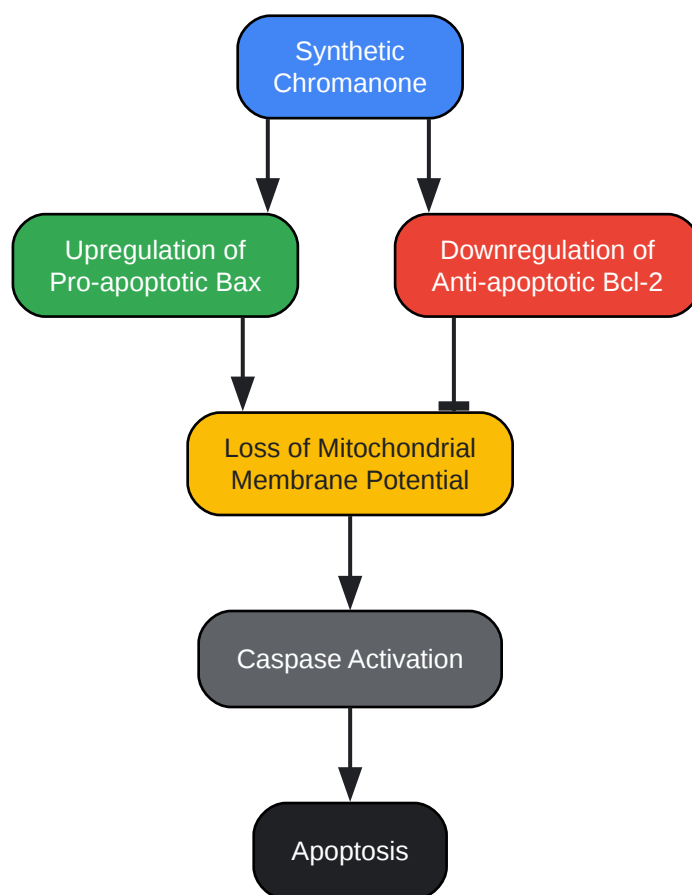 Synthetic
Chromanone
Upregulation of
Pro-apoptotic Bax
Downregulation of
Anti-apoptotic Bcl-2
Loss of Mitochondrial
Membrane Potential
Caspase Activation
Apoptosis